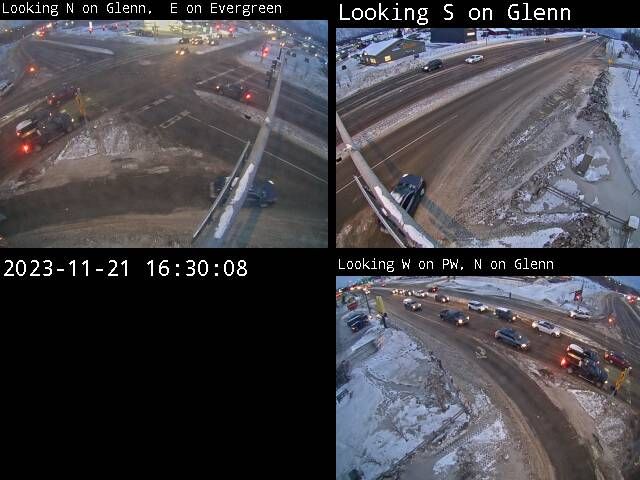 Looking N on Glenn,  E on Evergreen
Looking S on Glenn
2023-11-21 16:30:08
Looking W on PW, N on Glenn